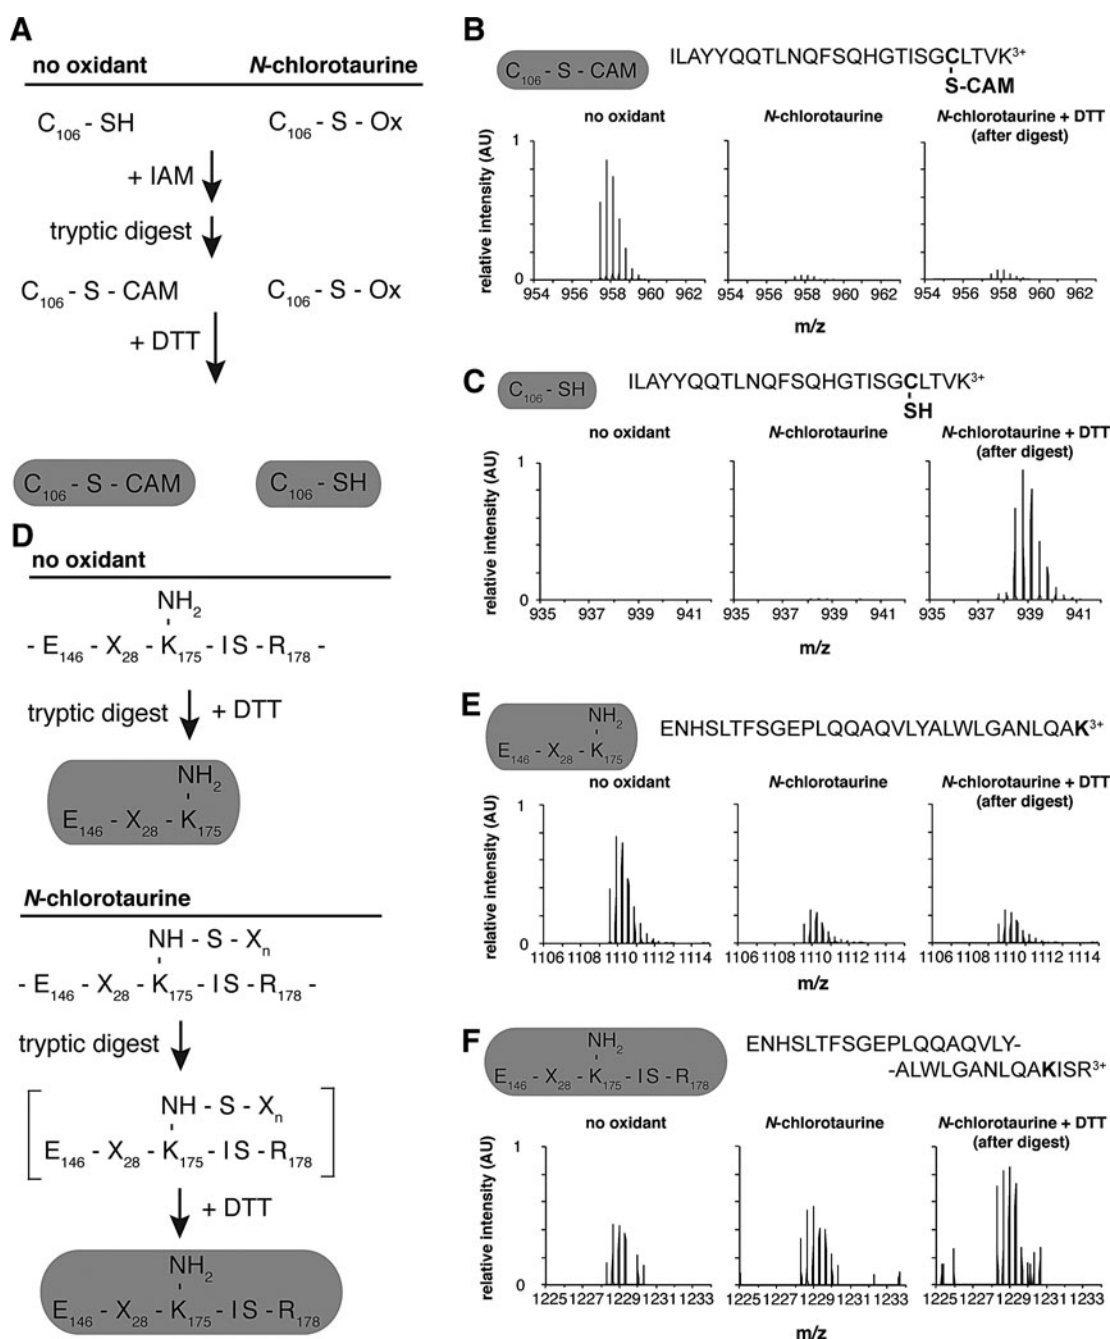 A
no oxidant N-chlorotaurine
C106 - SH C106 - S - Ox
+ IAM
tryptic digest
C106 - S - CAM C106 - S - Ox
+ DTT
C106 - S - CAM C106 - SH
B
C106 - S - CAM
ILAYYQQTLNQFSQHGTISGCLTVK3+
S-CAM
no oxidant N-chlorotaurine N-chlorotaurine + DTT
(after digest)
relative intensity (AU)
1
0
954 956 958 960 962 954 956 958 960 962 954 956 958 960 962
m/z
C
C106 - SH
ILAYYQQTLNQFSQHGTISGCLTVK3+
SH
no oxidant N-chlorotaurine N-chlorotaurine + DTT
(after digest)
relative intensity (AU)
1
0
935 937 939 941 935 937 939 941 935 937 939 941
m/z
D
no oxidant
NH2
- E146 - X28 - K175 - IS - R178 -
tryptic digest + DTT
NH2
E146 - X28 - K175
N-chlorotaurine
NH - S - Xn
- E146 - X28 - K175 - IS - R178 -
tryptic digest
NH - S - Xn
E146 - X28 - K175 - IS - R178
+ DTT
NH2
E146 - X28 - K175 - IS - R178
E
NH2
E146 - X28 - K175
ENHSLTFSGEPLQQAQVLYALWLGANLQAK3+
no oxidant N-chlorotaurine N-chlorotaurine + DTT
(after digest)
relative intensity (AU)
1
0
1106 1108 1110 1112 1114 1106 1108 1110 1112 1114 1106 1108 1110 1112 1114
m/z
F
NH2
E146 - X28 - K175 - IS - R178
ENHSLTFSGEPLQQAQVLY-
-ALWLGANLQAKISR3+
no oxidant N-chlorotaurine N-chlorotaurine + DTT
(after digest)
relative intensity (AU)
1
0
1225 1227 1229 1231 1233 1225 1227 1229 1231 1233 1225 1227 1229 1231 1233
m/z